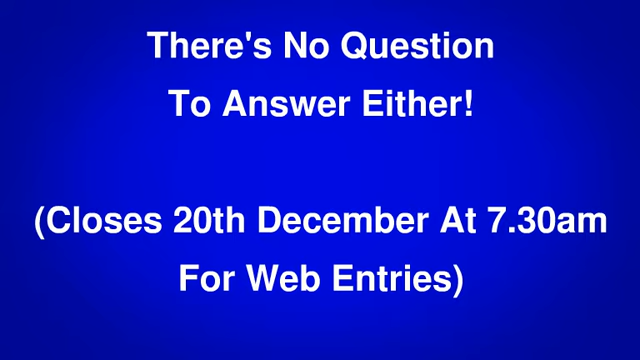 There's No Question
To Answer Either!
(Closes 20th December At 7.30am
For Web Entries)